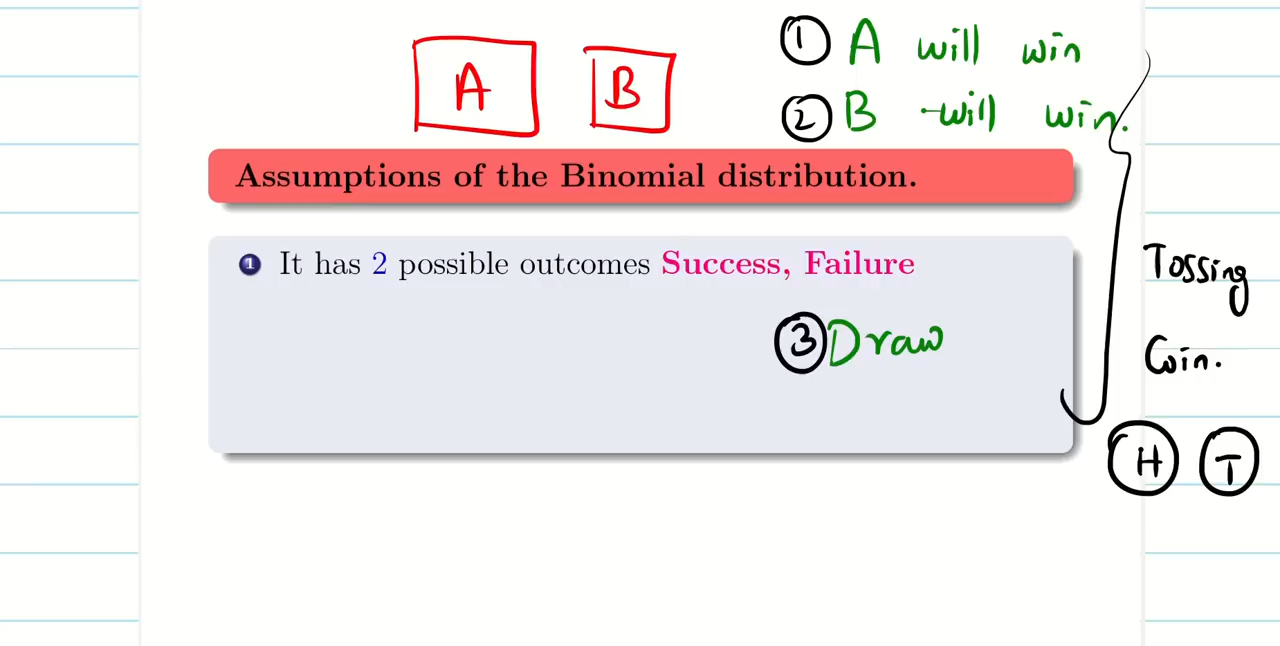 ① A will win
A B
② B will win.
Assumptions of the Binomial distribution.
1 It has 2 possible outcomes Success, Failure
③ Draw
Tossing
Coin.
H T